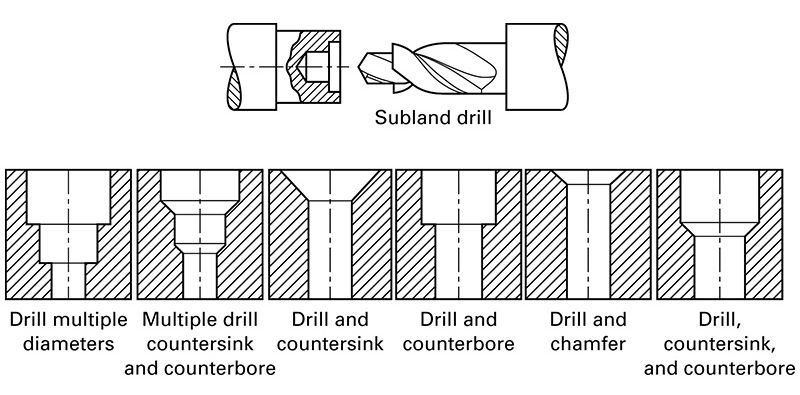 Subland drill
Drill multiple
diameters
Multiple drill
countersink
and counterbore
Drill and
countersink
Drill and
counterbore
Drill and
chamfer
Drill,
countersink,
and counterbore